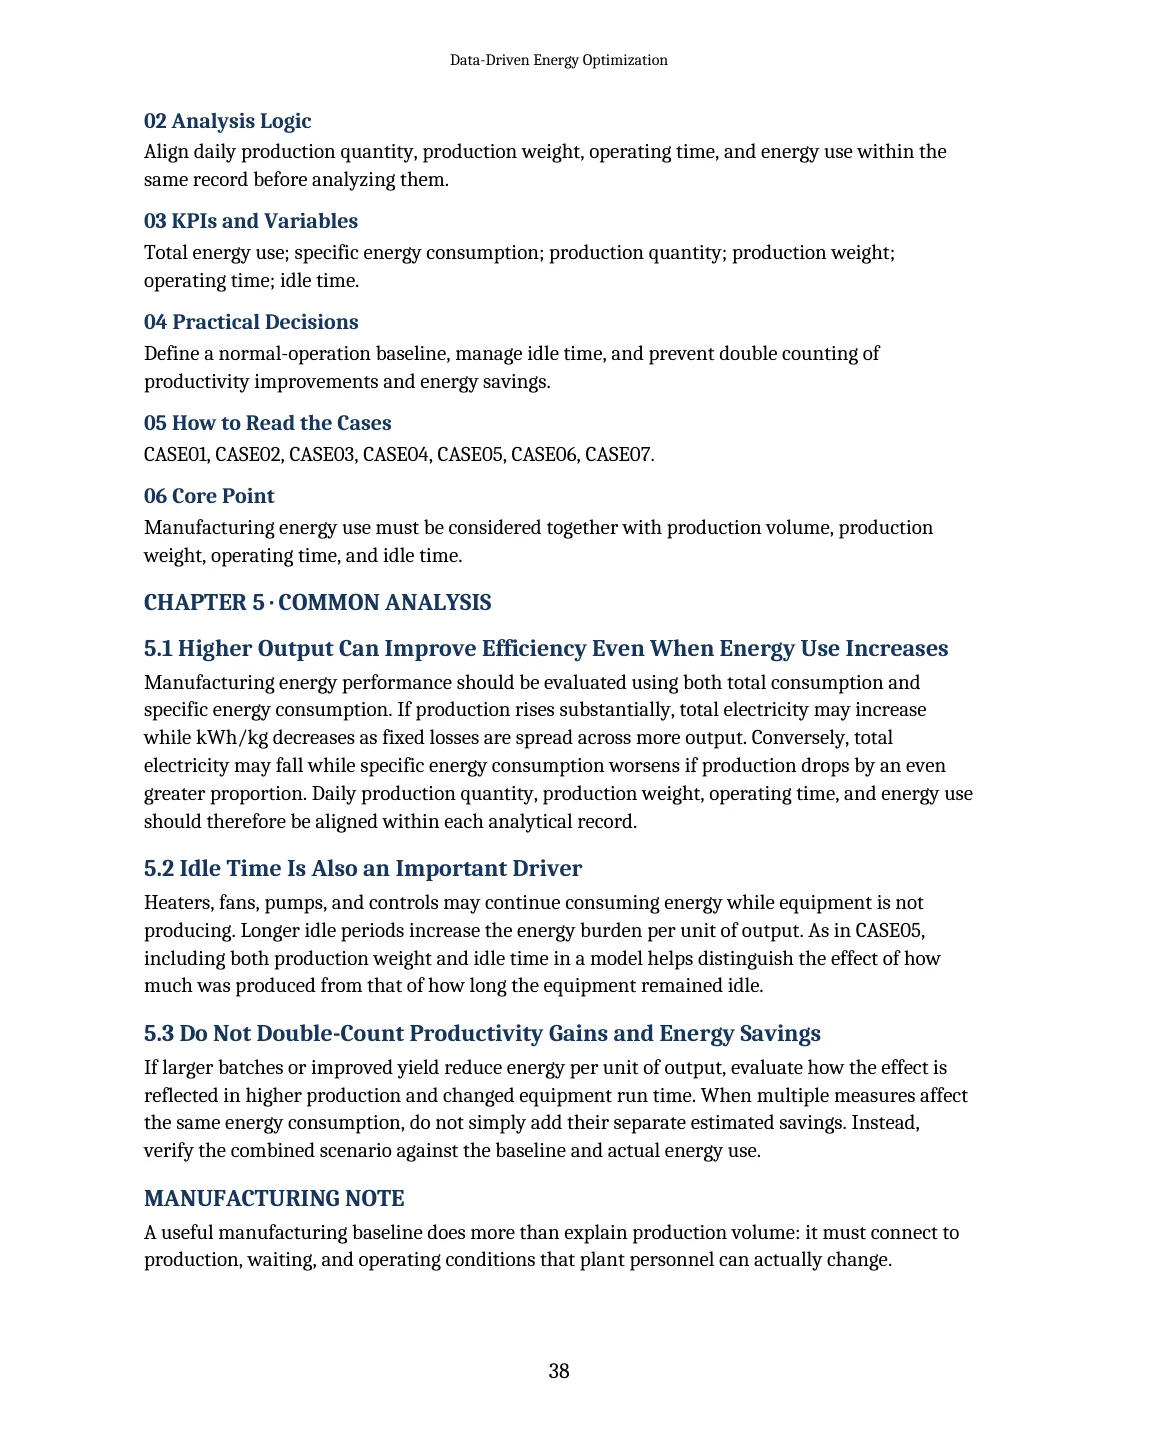 Data-Driven Energy Optimization
02 Analysis Logic
Align daily production quantity, production weight, operating time, and energy use within the
same record before analyzing them.
03 KPIs and Variables
Total energy use; specific energy consumption; production quantity; production weight;
operating time; idle time.
04 Practical Decisions
Define a normal-operation baseline, manage idle time, and prevent double counting of
productivity improvements and energy savings.
05 How to Read the Cases
CASE01, CASE02, CASE03, CASE04, CASE05, CASE06, CASE07.
06 Core Point
Manufacturing energy use must be considered together with production volume, production
weight, operating time, and idle time.
CHAPTER 5 · COMMON ANALYSIS
5.1 Higher Output Can Improve Efficiency Even When Energy Use Increases
Manufacturing energy performance should be evaluated using both total consumption and
specific energy consumption. If production rises substantially, total electricity may increase
while kWh/kg decreases as fixed losses are spread across more output. Conversely, total
electricity may fall while specific energy consumption worsens if production drops by an even
greater proportion. Daily production quantity, production weight, operating time, and energy use
should therefore be aligned within each analytical record.
5.2 Idle Time Is Also an Important Driver
Heaters, fans, pumps, and controls may continue consuming energy while equipment is not
producing. Longer idle periods increase the energy burden per unit of output. As in CASE05,
including both production weight and idle time in a model helps distinguish the effect of how
much was produced from that of how long the equipment remained idle.
5.3 Do Not Double-Count Productivity Gains and Energy Savings
If larger batches or improved yield reduce energy per unit of output, evaluate how the effect is
reflected in higher production and changed equipment run time. When multiple measures affect
the same energy consumption, do not simply add their separate estimated savings. Instead,
verify the combined scenario against the baseline and actual energy use.
MANUFACTURING NOTE
A useful manufacturing baseline does more than explain production volume: it must connect to
production, waiting, and operating conditions that plant personnel can actually change.
38